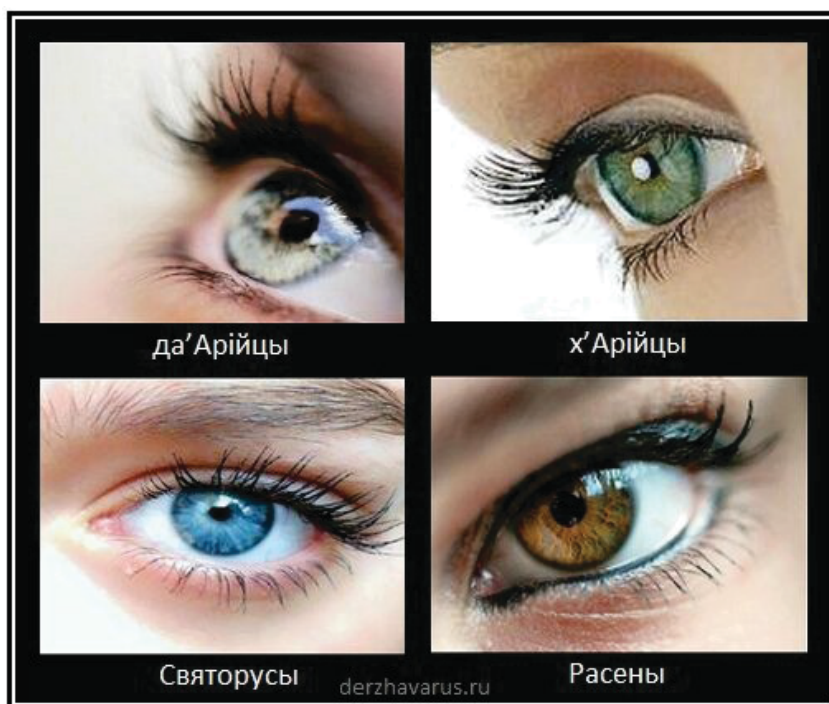 да’Арійцы
х’Арійцы
Святорусы
Расены
derzhavarus.ru